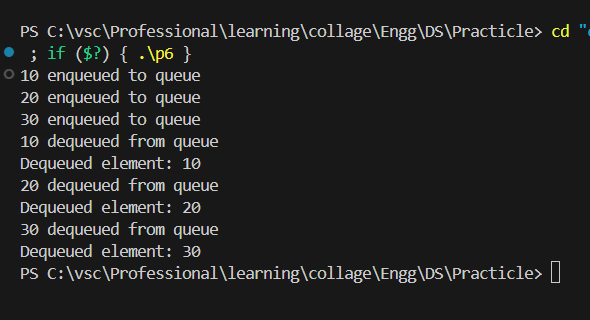 PS C:\vsc\Professional\learning\collage\Engg\DS\Practicle> cd "
; if ($?) { .\p6 }
10 enqueued to queue
20 enqueued to queue
30 enqueued to queue
10 dequeued from queue
Dequeued element: 10
20 dequeued from queue
Dequeued element: 20
30 dequeued from queue
Dequeued element: 30
PS C:\vsc\Professional\learning\collage\Engg\DS\Practicle>